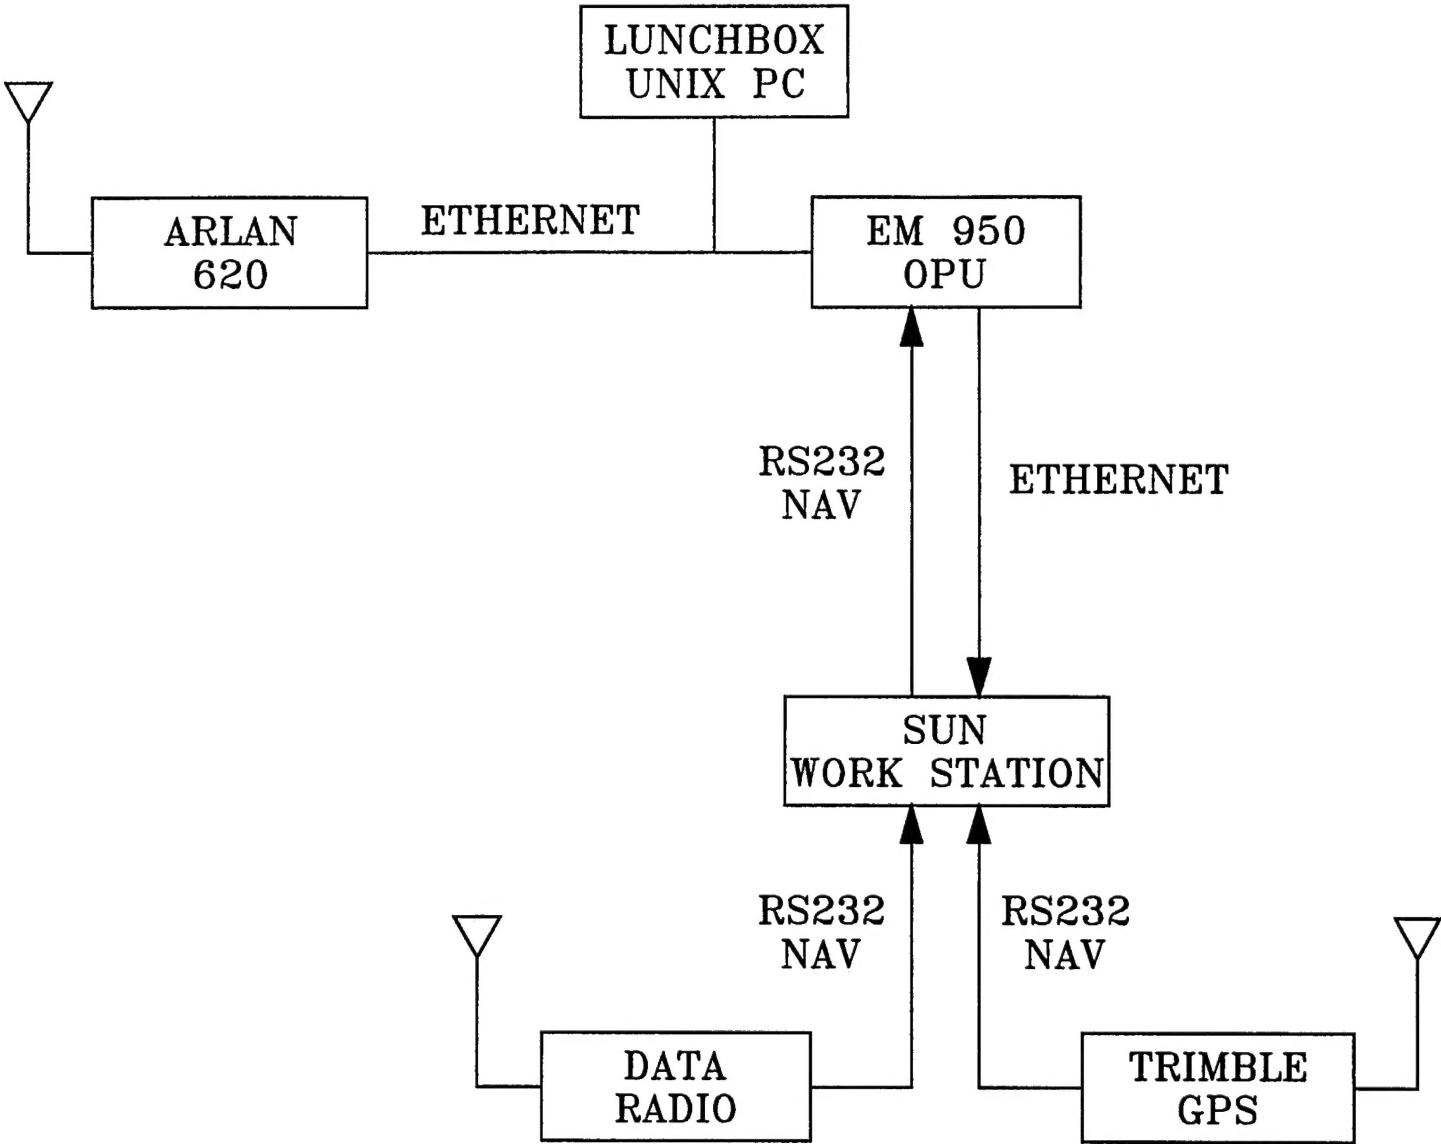 LUNCHBOX
UNIX PC
ARLAN
620
ETHERNET
EM 950
OPU
RS232
NAV
ETHERNET
SUN
WORK STATION
RS232
NAV
RS232
NAV
DATA
RADIO
TRIMBLE
GPS